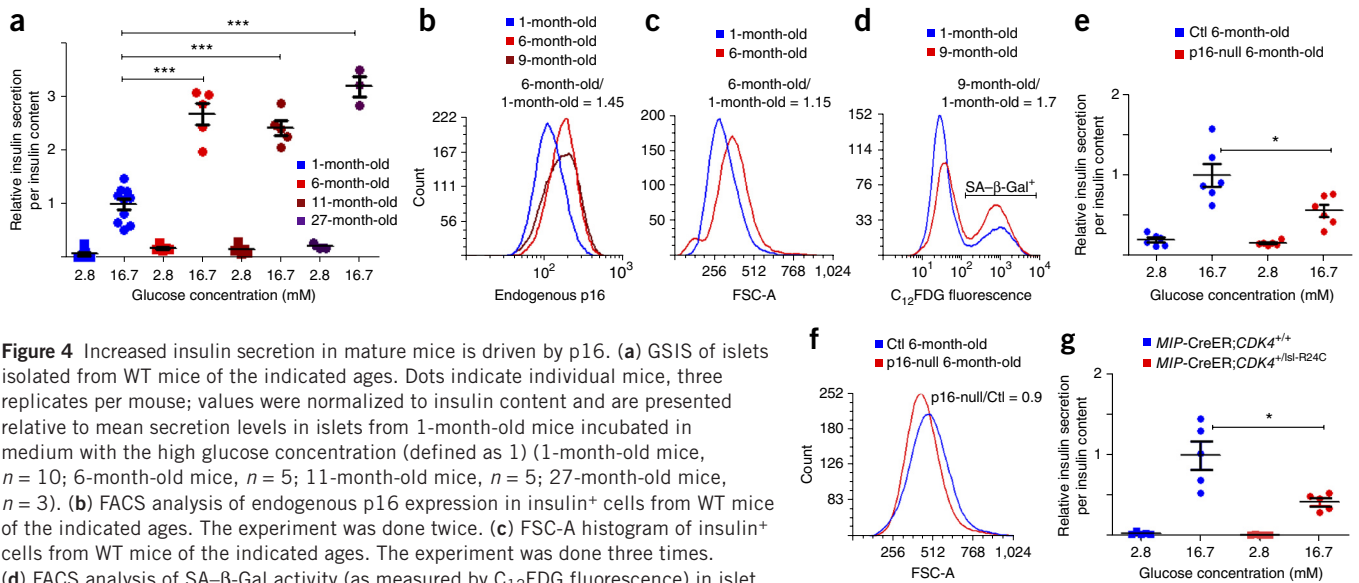 a
Relative insulin secretion
per insulin content
3
2
1
***
***
***
1-month-old
6-month-old
11-month-old
27-month-old
2.8 16.7 2.8 16.7 2.8 16.7 2.8 16.7
Glucose concentration (mM)
b
1-month-old
6-month-old
9-month-old
6-month-old/
1-month-old = 1.45
Count
222
167
111
56
10² 10³
Endogenous p16
c
1-month-old
6-month-old
6-month-old/
1-month-old = 1.15
200
150
100
50
256 512 768 1,024
FSC-A
d
1-month-old
9-month-old
9-month-old/
1-month-old = 1.7
152
114
76
33
SA–β-Gal⁺
10¹ 10² 10³ 10⁴
C₁₂FDG fluorescence
e
Ctl 6-month-old
p16-null 6-month-old
Relative insulin secretion
per insulin content
2
1
0
*
2.8 16.7 2.8 16.7
Glucose concentration (mM)
Figure 4 Increased insulin secretion in mature mice is driven by p16. (a) GSIS of islets
isolated from WT mice of the indicated ages. Dots indicate individual mice, three
replicates per mouse; values were normalized to insulin content and are presented
relative to mean secretion levels in islets from 1-month-old mice incubated in
medium with the high glucose concentration (defined as 1) (1-month-old mice,
n = 10; 6-month-old mice, n = 5; 11-month-old mice, n = 5; 27-month-old mice,
n = 3). (b) FACS analysis of endogenous p16 expression in insulin⁺ cells from WT mice
of the indicated ages. The experiment was done twice. (c) FSC-A histogram of insulin⁺
cells from WT mice of the indicated ages. The experiment was done three times.
(d) FACS analysis of SA–β-Gal activity (as measured by C₁₂FDG fluorescence) in islet
f
Ctl 6-month-old
p16-null 6-month-old
p16-null/Ctl = 0.9
252
180
126
83
256 512 768 1,024
FSC-A
g
MIP-CreER;CDK4⁺/⁺
MIP-CreER;CDK4⁺/lsl-R24C
Relative insulin secretion
per insulin content
2
1
0
*
2.8 16.7 2.8 16.7
Glucose concentration (mM)